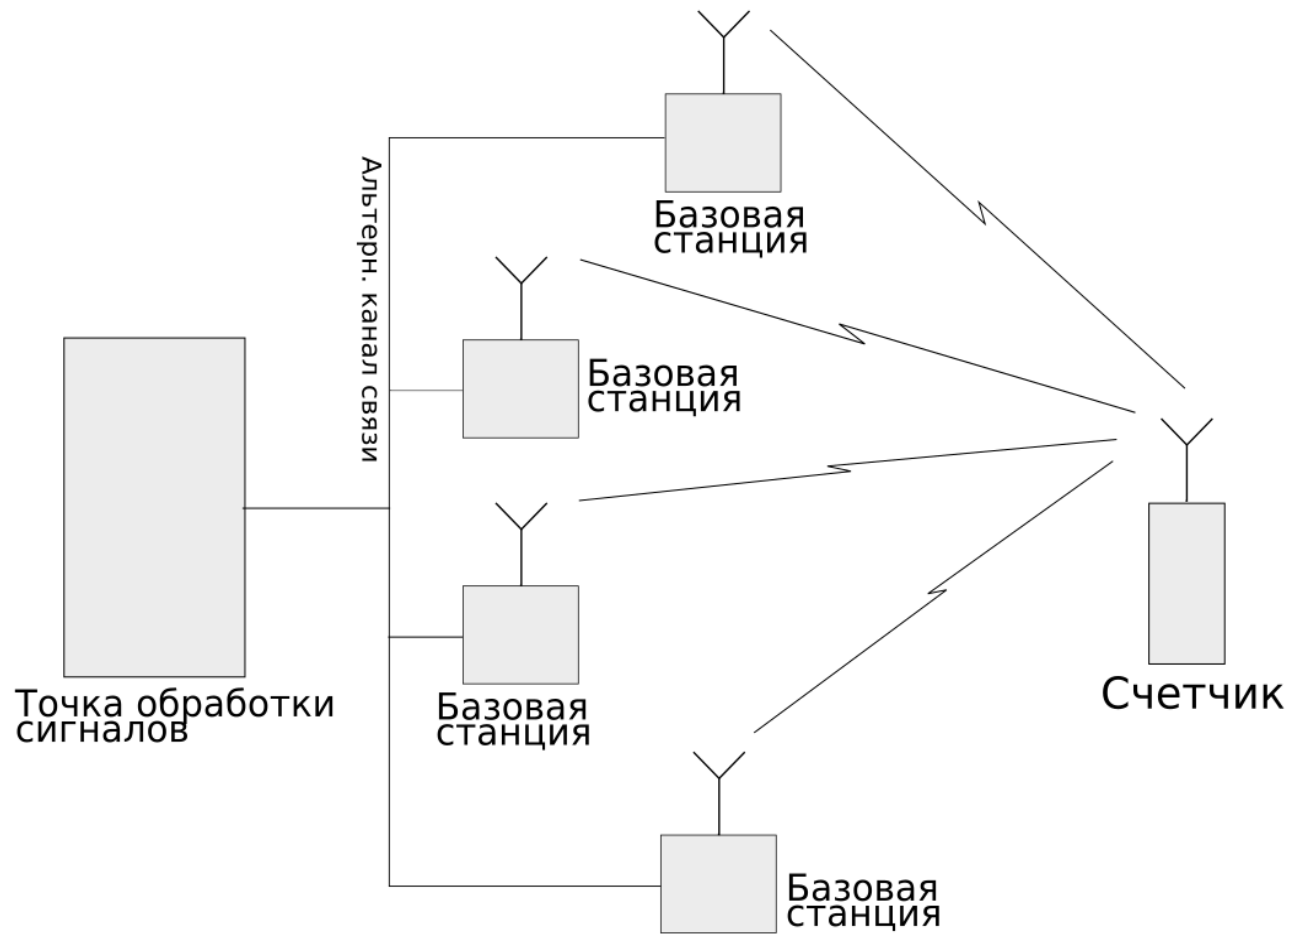 Базовая
станция
Альтерн. канал связи
Базовая
станция
Точка обработки
сигналов
Базовая
станция
Счетчик
Базовая
станция